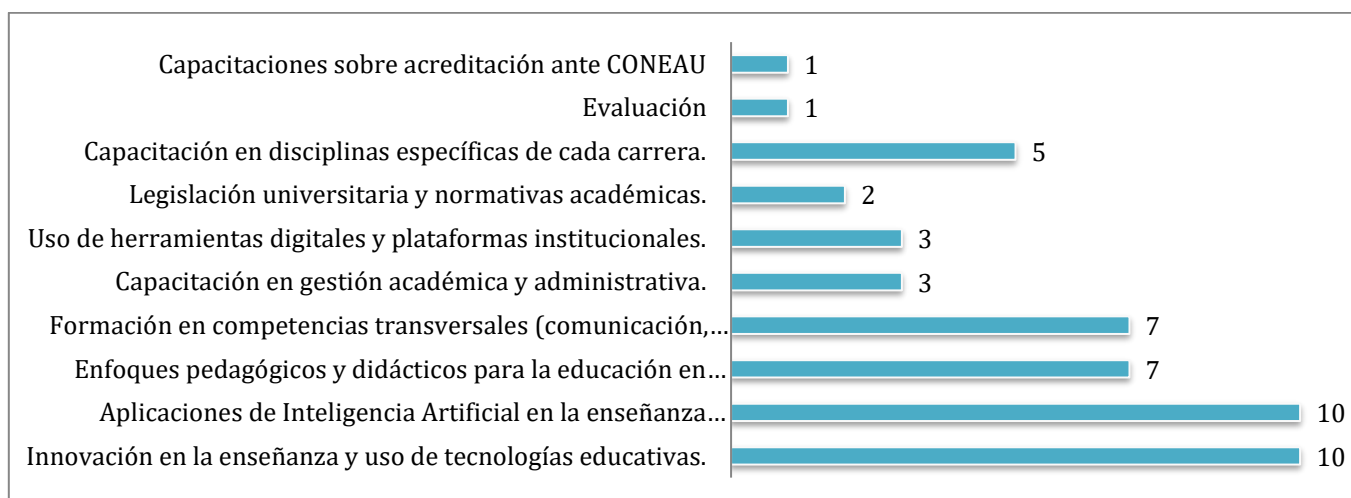 Capacitaciones sobre acreditación ante CONEAU 1
Evaluación 1
Capacitación en disciplinas específicas de cada carrera. 5
Legislación universitaria y normativas académicas. 2
Uso de herramientas digitales y plataformas institucionales. 3
Capacitación en gestión académica y administrativa. 3
Formación en competencias transversales (comunicación,… 7
Enfoques pedagógicos y didácticos para la educación en… 7
Aplicaciones de Inteligencia Artificial en la enseñanza… 10
Innovación en la enseñanza y uso de tecnologías educativas. 10